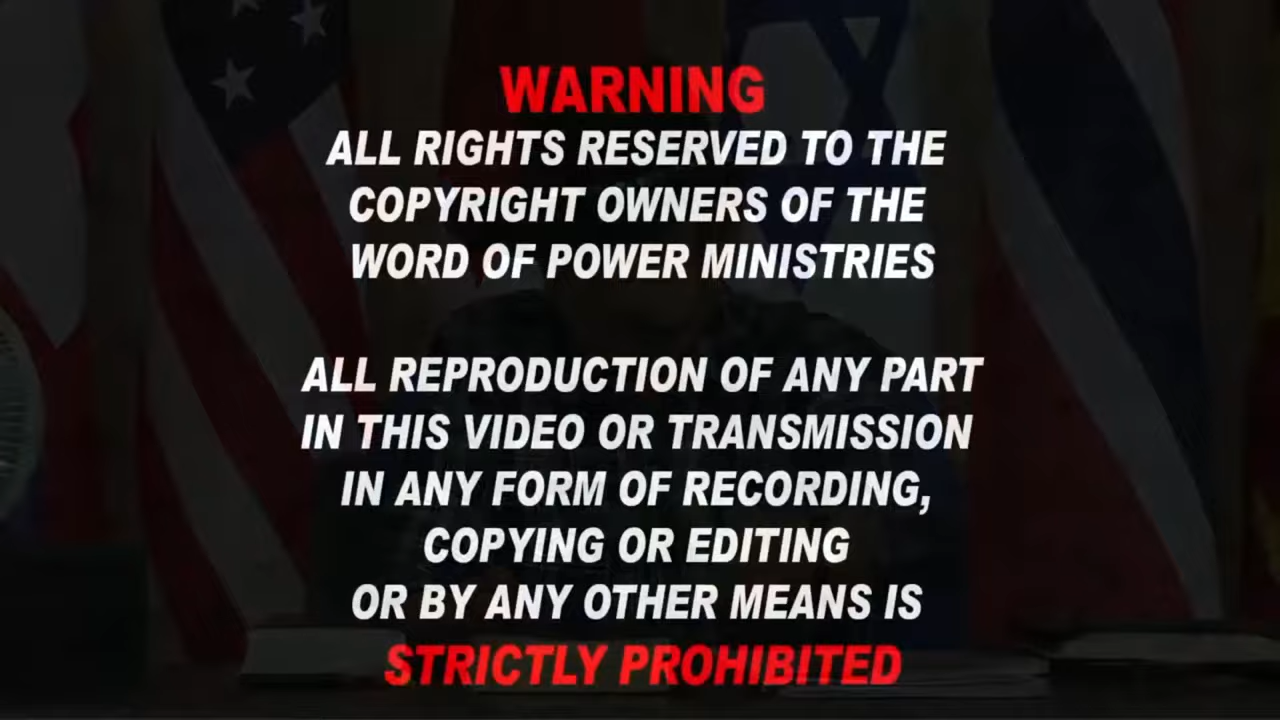 WARNING
ALL RIGHTS RESERVED TO THE
COPYRIGHT OWNERS OF THE
WORD OF POWER MINISTRIES
ALL REPRODUCTION OF ANY PART
IN THIS VIDEO OR TRANSMISSION
IN ANY FORM OF RECORDING,
COPYING OR EDITING
OR BY ANY OTHER MEANS IS
STRICTLY PROHIBITED